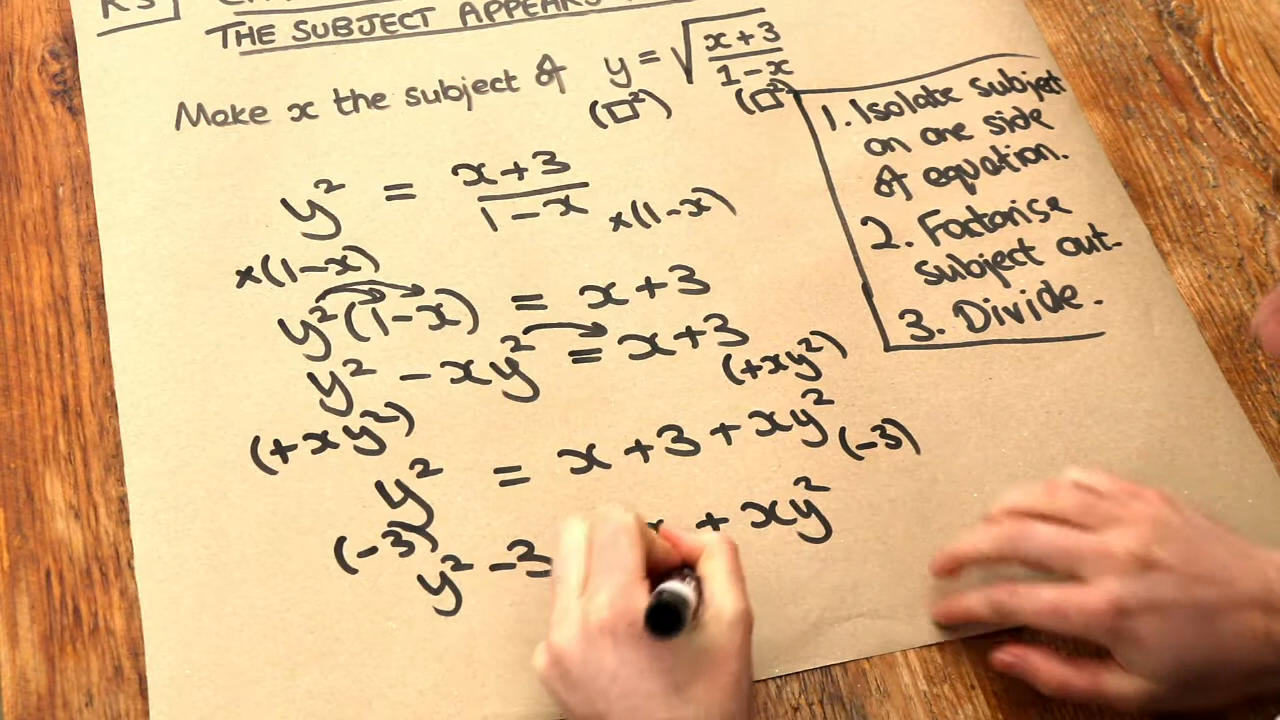 THE SUBJECT APPEARS
Make x the subject of y = √((x+3)/(1-x))
(□²) (□²)
y² = (x+3)/(1-x) ×(1-x)
×(1-x)
y²(1-x) = x+3
y² - xy² = x+3
(+xy²) (+xy²)
y² = x+3+xy² (-3)
(-3)
y² -3 + xy²
1. Isolate subject
on one side
of equation.
2. Factorise
subject out.
3. Divide.